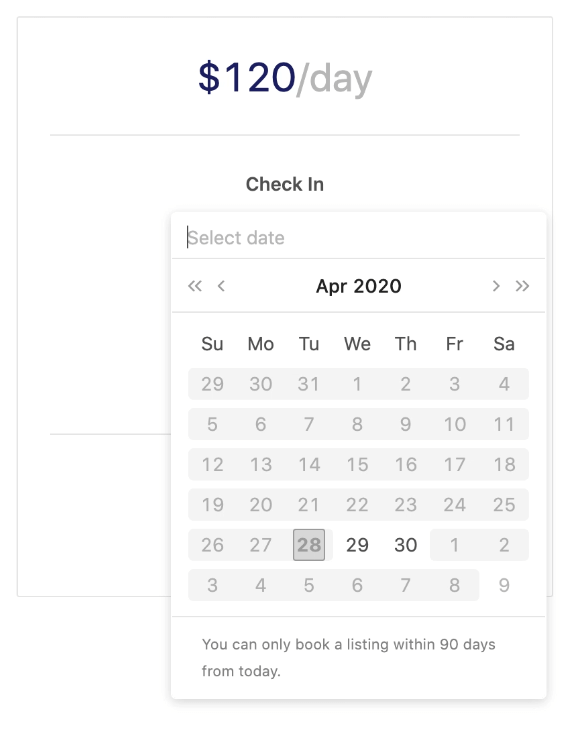 $120/day
Check In
Select date
« ‹ Apr 2020 › »
Su Mo Tu We Th Fr Sa
29 30 31 1 2 3 4
5 6 7 8 9 10 11
12 13 14 15 16 17 18
19 20 21 22 23 24 25
26 27 28 29 30 1 2
3 4 5 6 7 8 9
You can only book a listing within 90 days
from today.